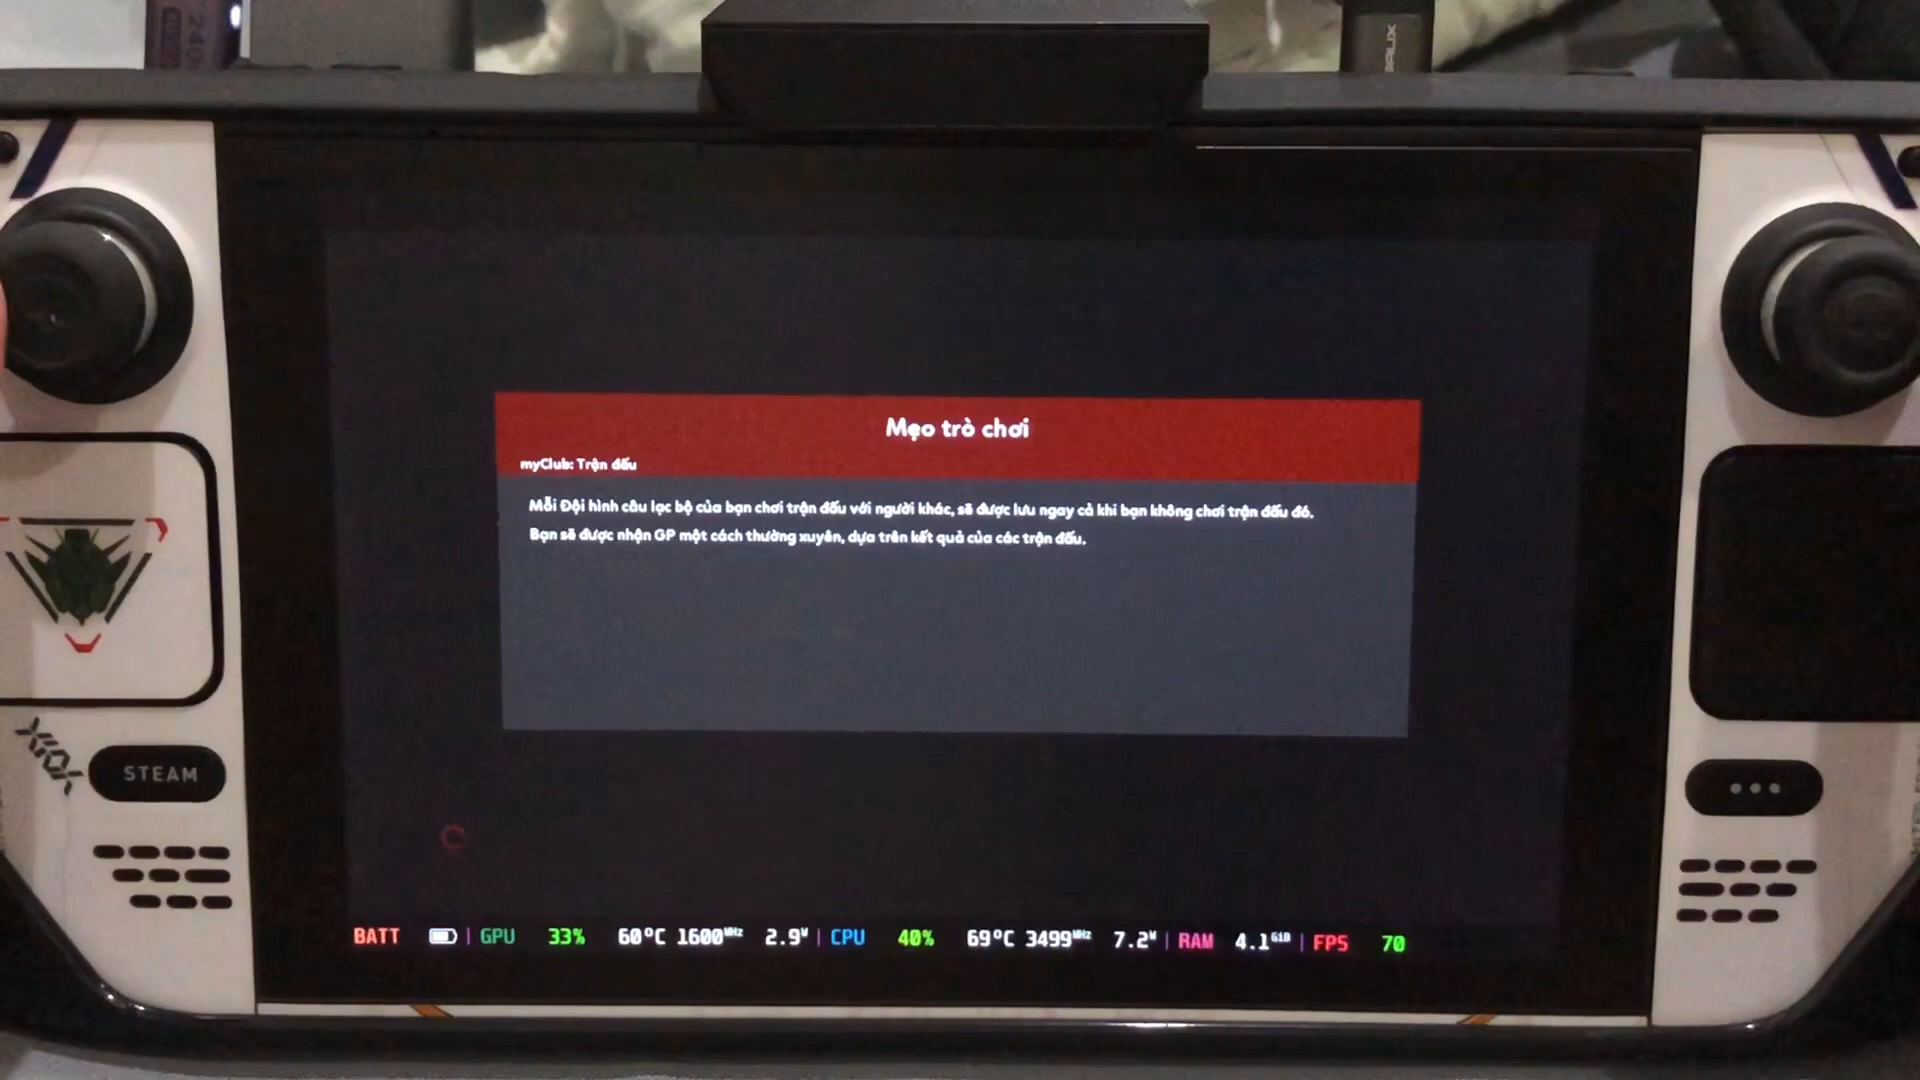 Mẹo trò chơi
myClub: Trận đấu
Mỗi Đội hình câu lạc bộ của bạn chơi trận đấu với người khác, sẽ được lưu ngay cả khi bạn không chơi trận đấu đó.
Bạn sẽ được nhận GP một cách thường xuyên, dựa trên kết quả của các trận đấu.
STEAM
BATT | GPU 33% 60°C 1600MHz 2.9W | CPU 40% 69°C 3499MHz 7.2W | RAM 4.1GiB | FPS 70